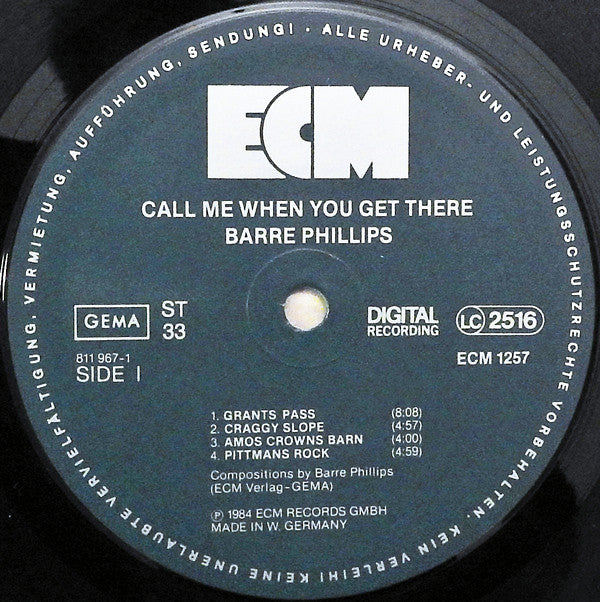 ALLE URHEBER- UND LEISTUNGSSCHUTZRECHTE VORBEHALTEN. KEIN VERLEIH! KEINE UNERLAUBTE VERVIELFÄLTIGUNG, VERMIETUNG, AUFFÜHRUNG, SENDUNG! ·
ECM
CALL ME WHEN YOU GET THERE
BARRE PHILLIPS
GEMA
ST
33
DIGITAL
RECORDING
LC 2516
811 967-1
SIDE I
ECM 1257
1. GRANTS PASS (8:08)
2. CRAGGY SLOPE (4:57)
3. AMOS CROWNS BARN (4:00)
4. PITTMANS ROCK (4:59)
Compositions by Barre Phillips
(ECM Verlag-GEMA)
℗ 1984 ECM RECORDS GMBH
MADE IN W. GERMANY